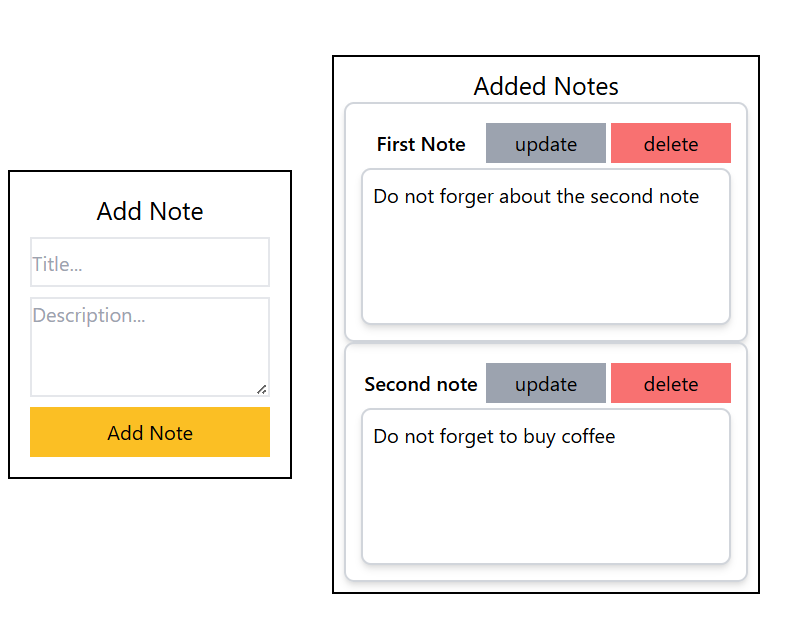 Add Note
Title...
Description...
Add Note
Added Notes
First Note update delete
Do not forger about the second note
Second note update delete
Do not forget to buy coffee